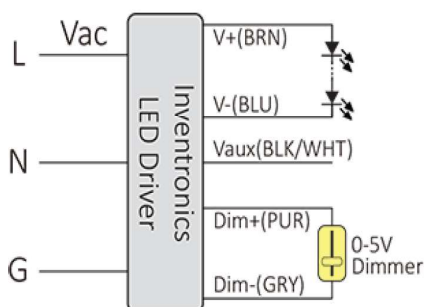 L
Vac
N
G
Inventronics
LED Driver
V+(BRN)
V-(BLU)
Vaux(BLK/WHT)
Dim+(PUR)
Dim-(GRY)
0-5V
Dimmer